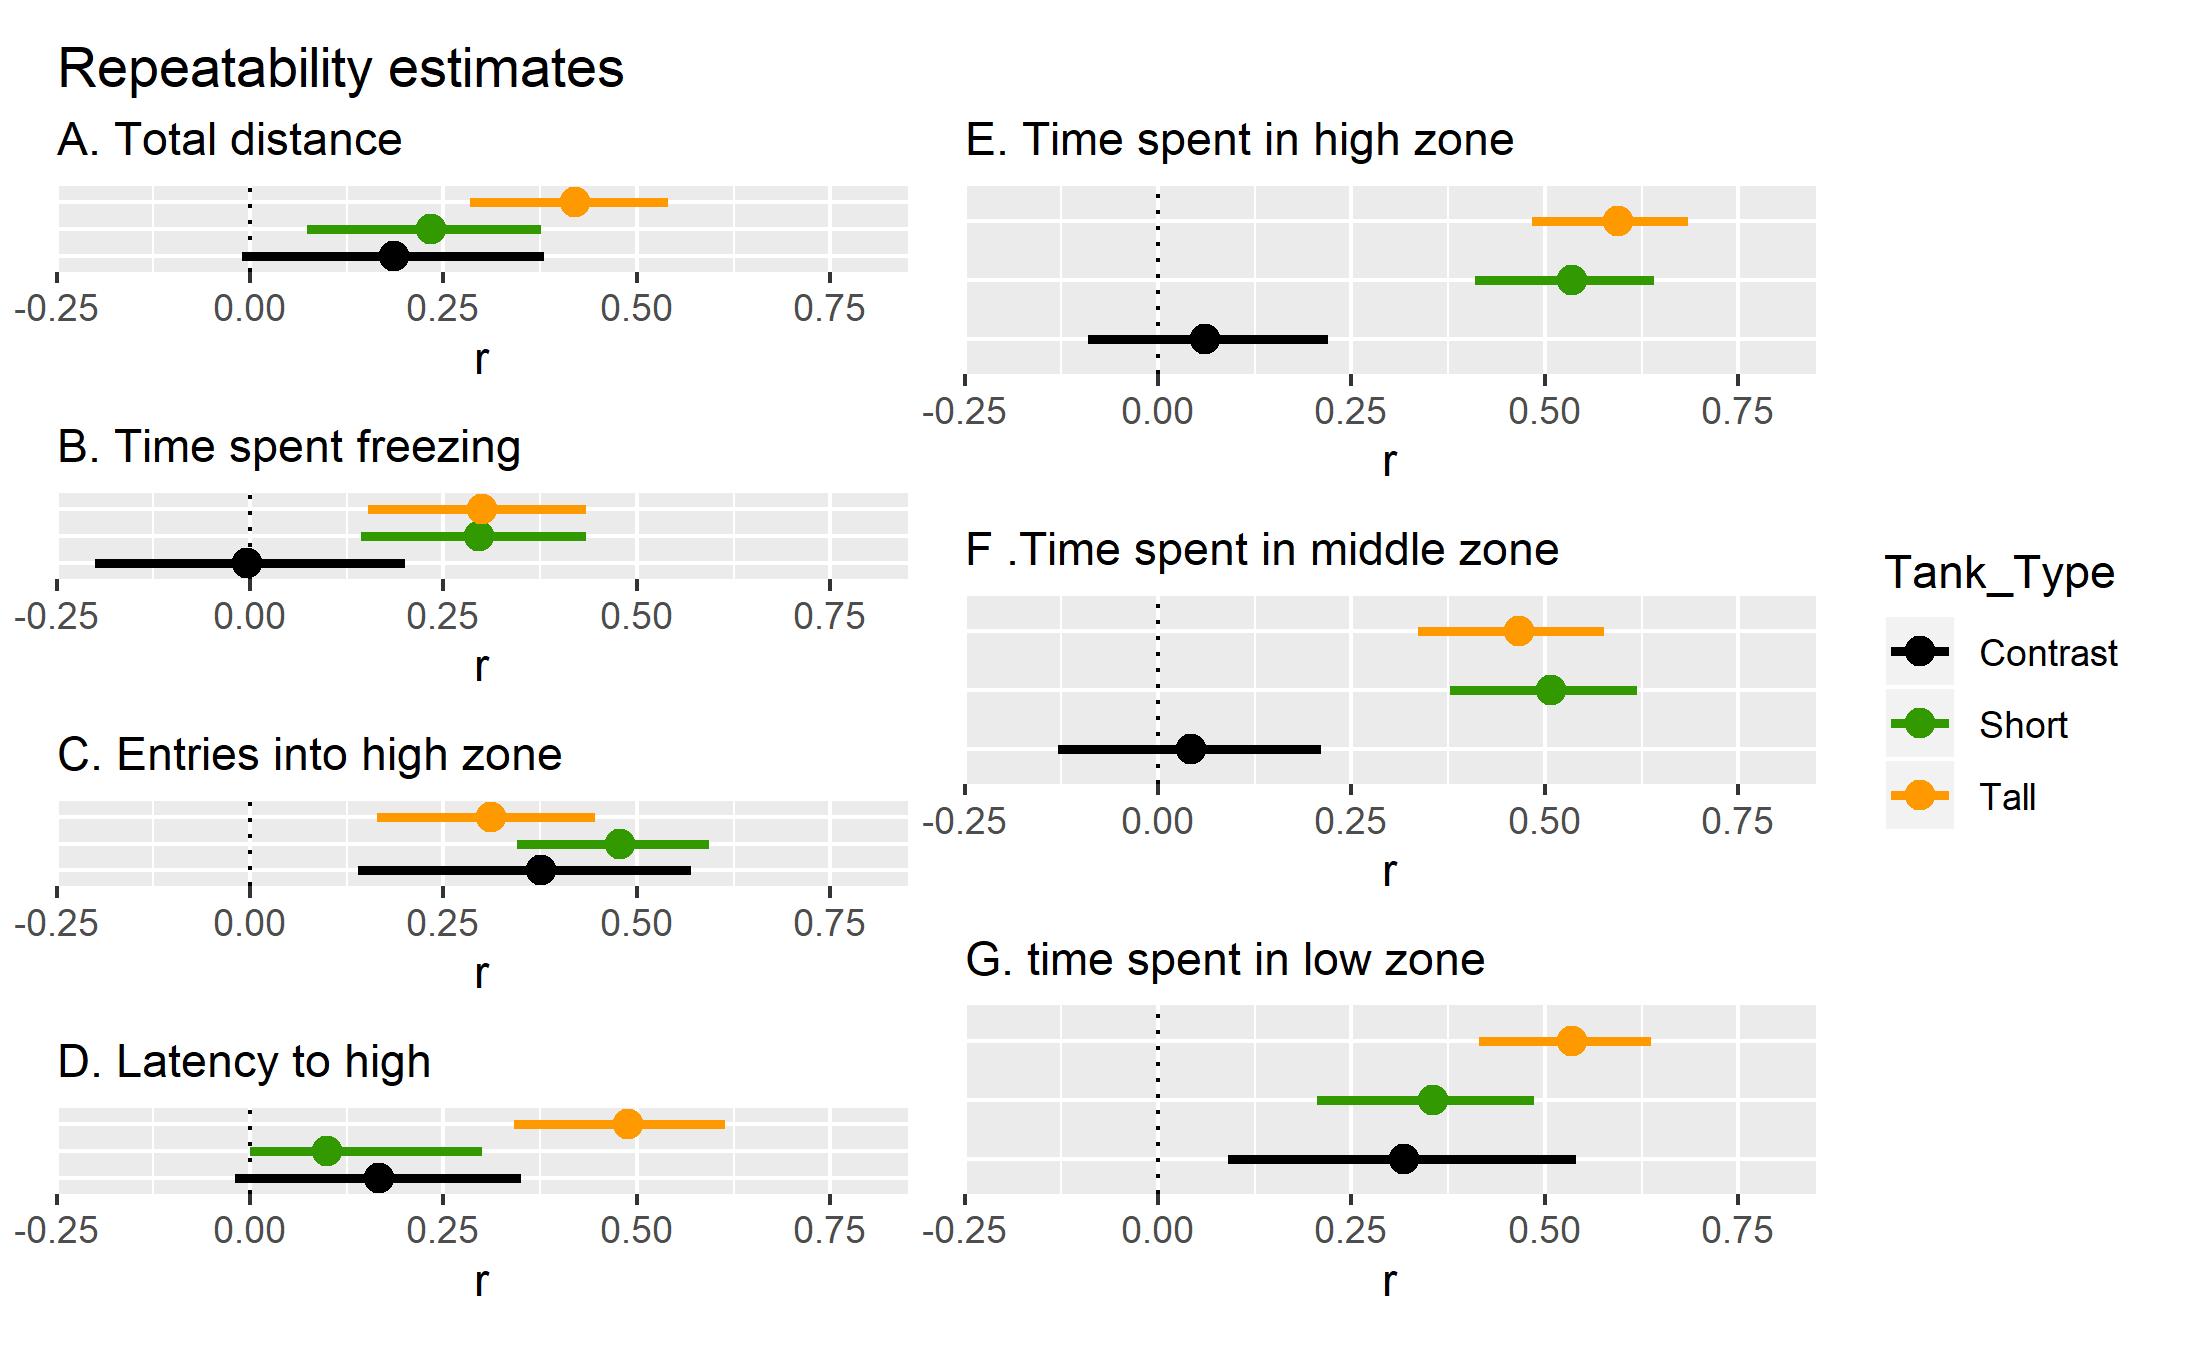 Repeatability estimates
A. Total distance
-0.25 0.00 0.25 0.50 0.75
r
B. Time spent freezing
-0.25 0.00 0.25 0.50 0.75
r
C. Entries into high zone
-0.25 0.00 0.25 0.50 0.75
r
D. Latency to high
-0.25 0.00 0.25 0.50 0.75
r
E. Time spent in high zone
-0.25 0.00 0.25 0.50 0.75
r
F .Time spent in middle zone
-0.25 0.00 0.25 0.50 0.75
r
G. time spent in low zone
-0.25 0.00 0.25 0.50 0.75
r
Tank_Type
Contrast
Short
Tall